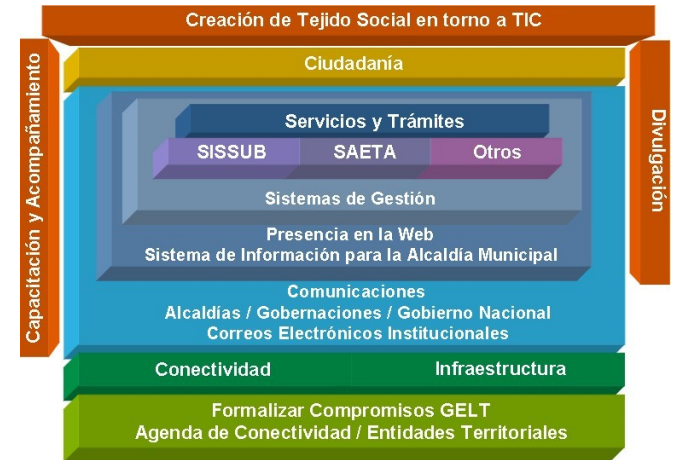 Creación de Tejido Social en torno a TIC
Capacitación y Acompañamiento
Ciudadanía
Divulgación
Servicios y Trámites
SISSUB SAETA Otros
Sistemas de Gestión
Presencia en la Web
Sistema de Información para la Alcaldía Municipal
Comunicaciones
Alcaldías / Gobernaciones / Gobierno Nacional
Correos Electrónicos Institucionales
Conectividad Infraestructura
Formalizar Compromisos GELT
Agenda de Conectividad / Entidades Territoriales